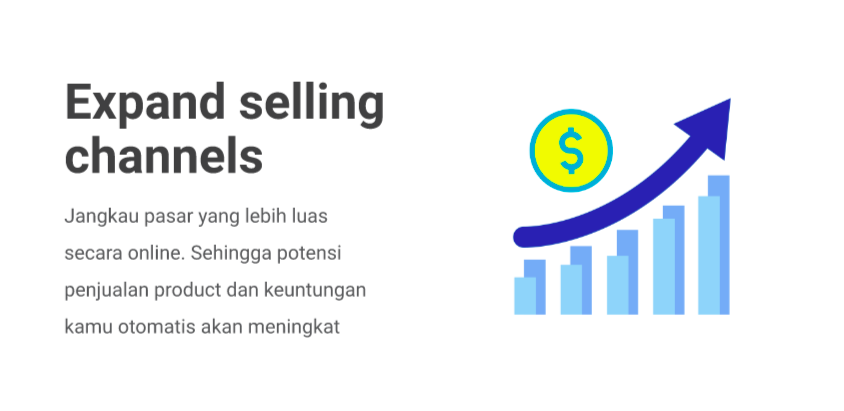 Expand selling
channels
Jangkau pasar yang lebih luas
secara online. Sehingga potensi
penjualan product dan keuntungan
kamu otomatis akan meningkat
$